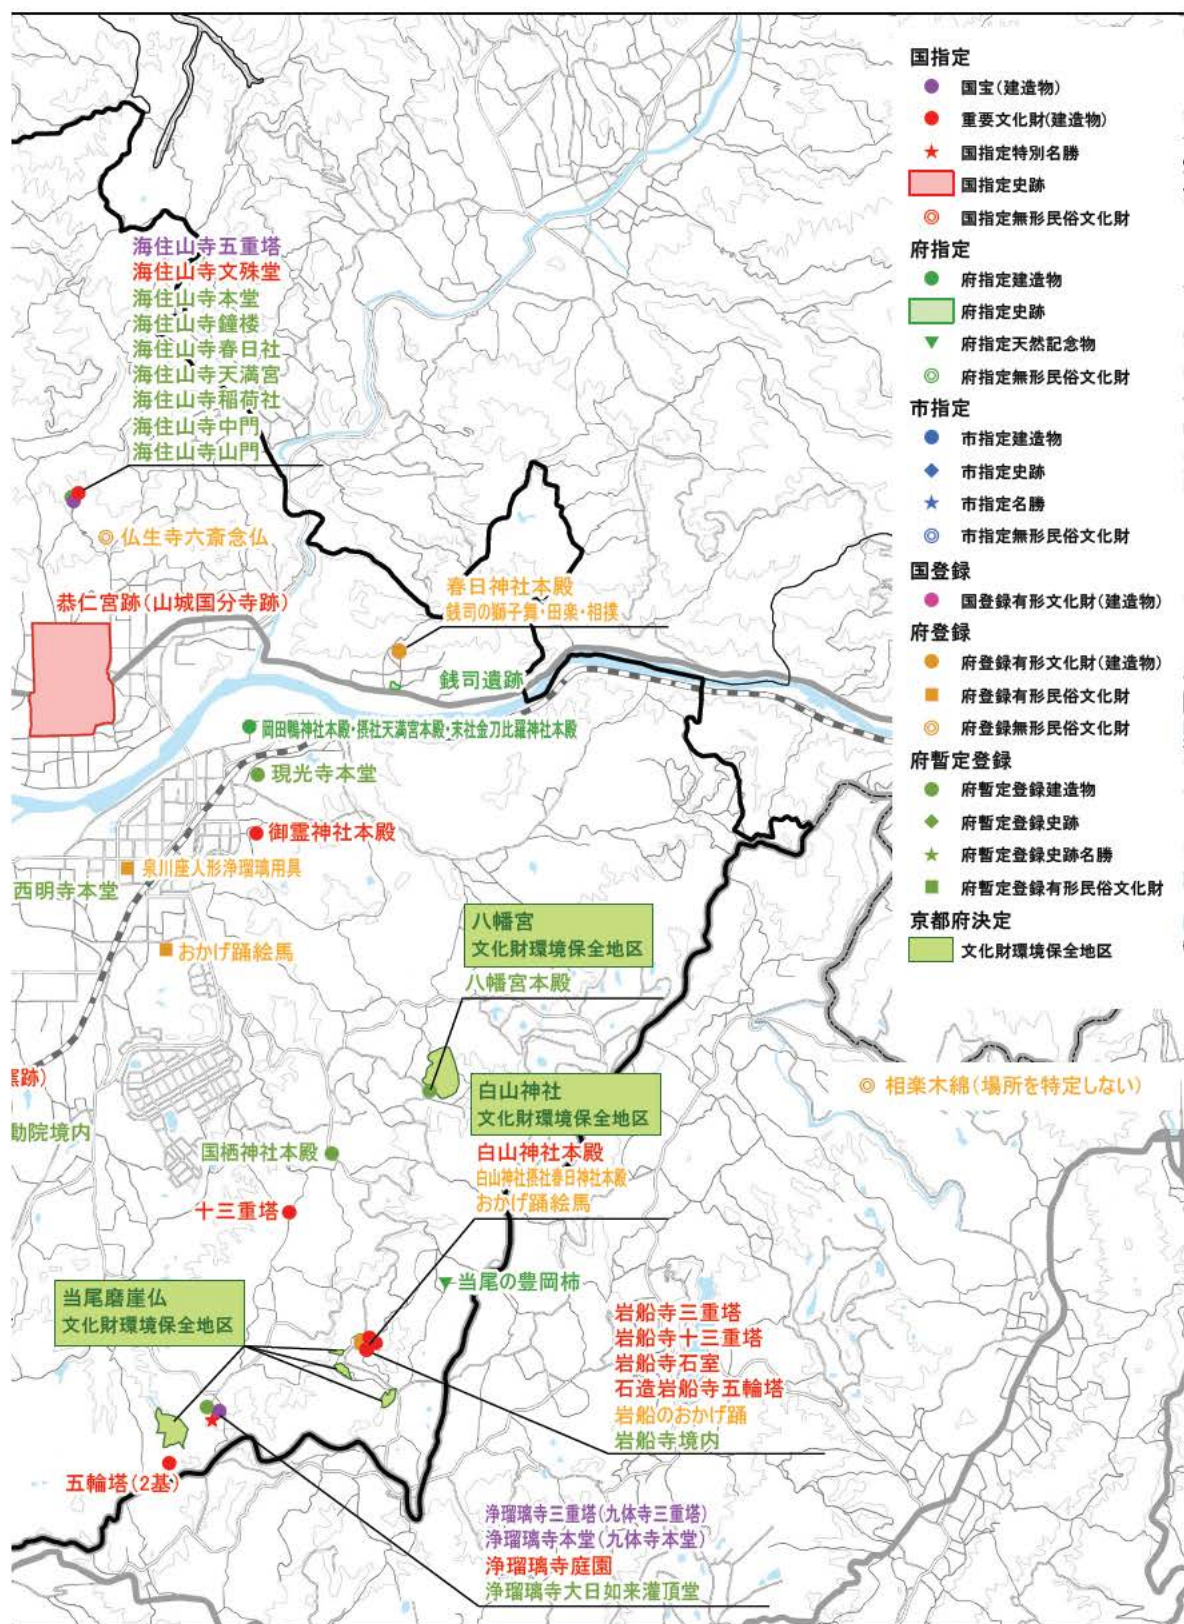 海住山寺五重塔
海住山寺文殊堂
海住山寺本堂
海住山寺鐘楼
海住山寺春日社
海住山寺天満宮
海住山寺稲荷社
海住山寺中門
海住山寺山門
仏生寺六斎念仏
恭仁宮跡(山城国分寺跡)
春日神社本殿
銭司の獅子舞・田楽・相撲
銭司遺跡
岡田鴨神社本殿・摂社天満宮本殿・末社金刀比羅神社本殿
現光寺本堂
御霊神社本殿
泉川座人形浄瑠璃用具
西明寺本堂
おかげ踊絵馬
八幡宮
文化財環境保全地区
八幡宮本殿
窯跡)
動院境内
白山神社
文化財環境保全地区
白山神社本殿
白山神社摂社春日神社本殿
おかげ踊絵馬
国栖神社本殿
十三重塔
当尾の豊岡柿
当尾磨崖仏
文化財環境保全地区
岩船寺三重塔
岩船寺十三重塔
岩船寺石室
石造岩船寺五輪塔
岩船のおかげ踊
岩船寺境内
五輪塔(2基)
浄瑠璃寺三重塔(九体寺三重塔)
浄瑠璃寺本堂(九体寺本堂)
浄瑠璃寺庭園
浄瑠璃寺大日如来灌頂堂
国指定
国宝(建造物)
重要文化財(建造物)
国指定特別名勝
国指定史跡
国指定無形民俗文化財
府指定
府指定建造物
府指定史跡
府指定天然記念物
府指定無形民俗文化財
市指定
市指定建造物
市指定史跡
市指定名勝
市指定無形民俗文化財
国登録
国登録有形文化財(建造物)
府登録
府登録有形文化財(建造物)
府登録有形民俗文化財
府登録無形民俗文化財
府暫定登録
府暫定登録建造物
府暫定登録史跡
府暫定登録史跡名勝
府暫定登録有形民俗文化財
京都府決定
文化財環境保全地区
相楽木綿(場所を特定しない)